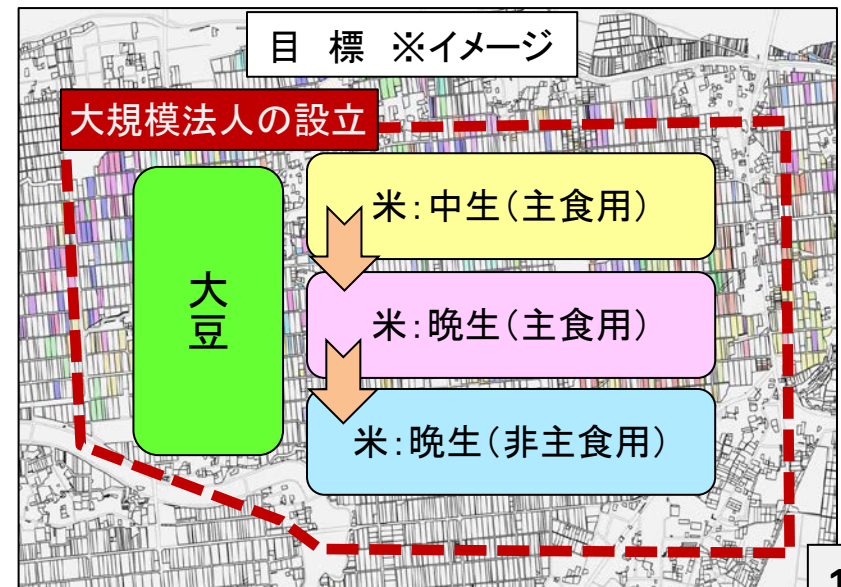 目 標 ※イメージ
大規模法人の設立
大豆
米:中生(主食用)
米:晩生(主食用)
米:晩生(非主食用)
1